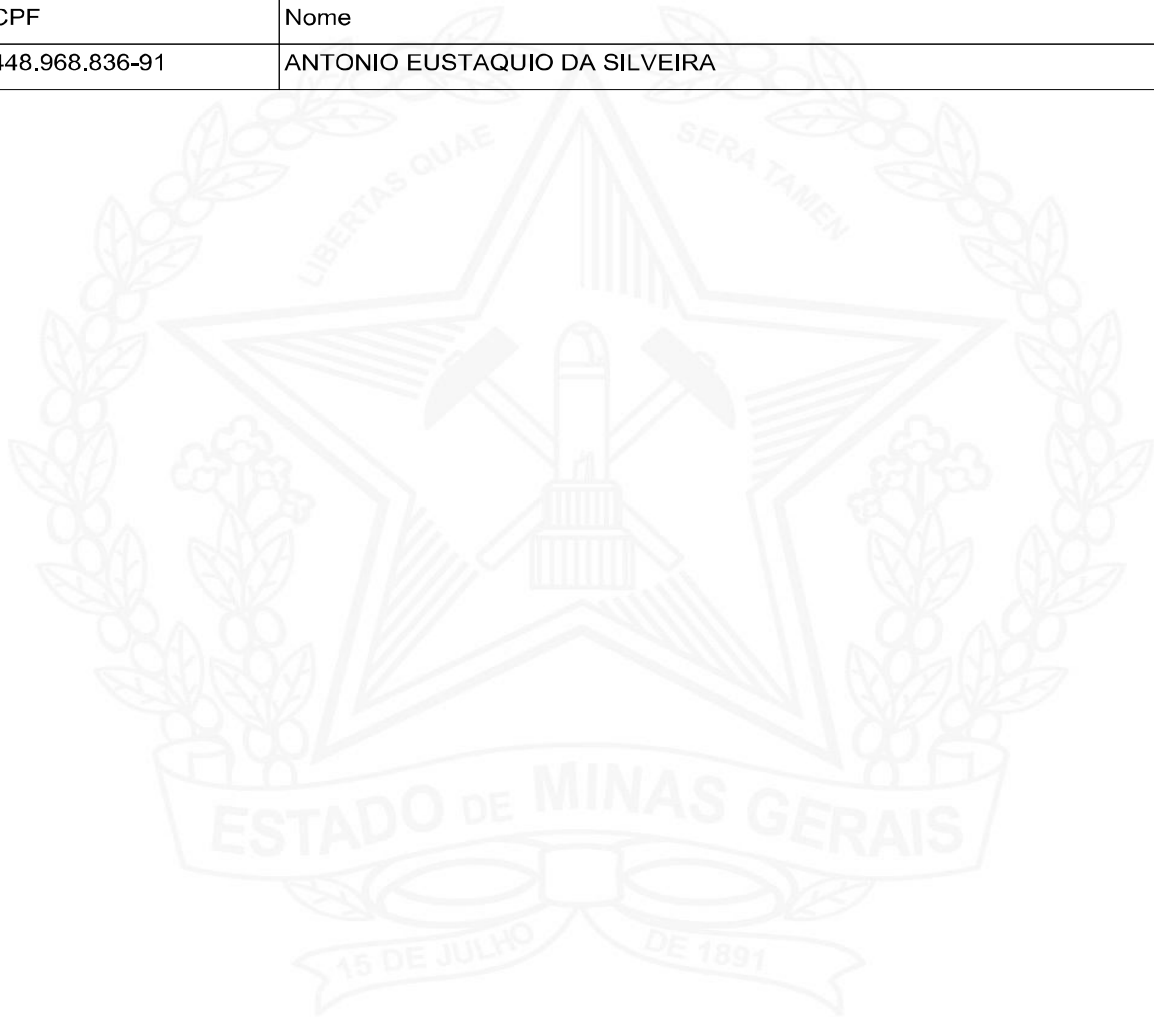 CPF Nome
448.968.836-91 ANTONIO EUSTAQUIO DA SILVEIRA
LIBERTAS QUAE SERA TAMEN
ESTADO DE MINAS GERAIS
15 DE JULHO DE 1891